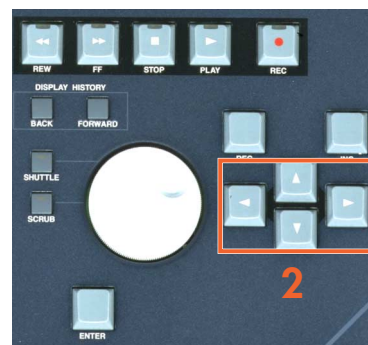 REW FF STOP PLAY REC
DISPLAY HISTORY
BACK FORWARD
SHUTTLE
SCRUB
2
ENTER